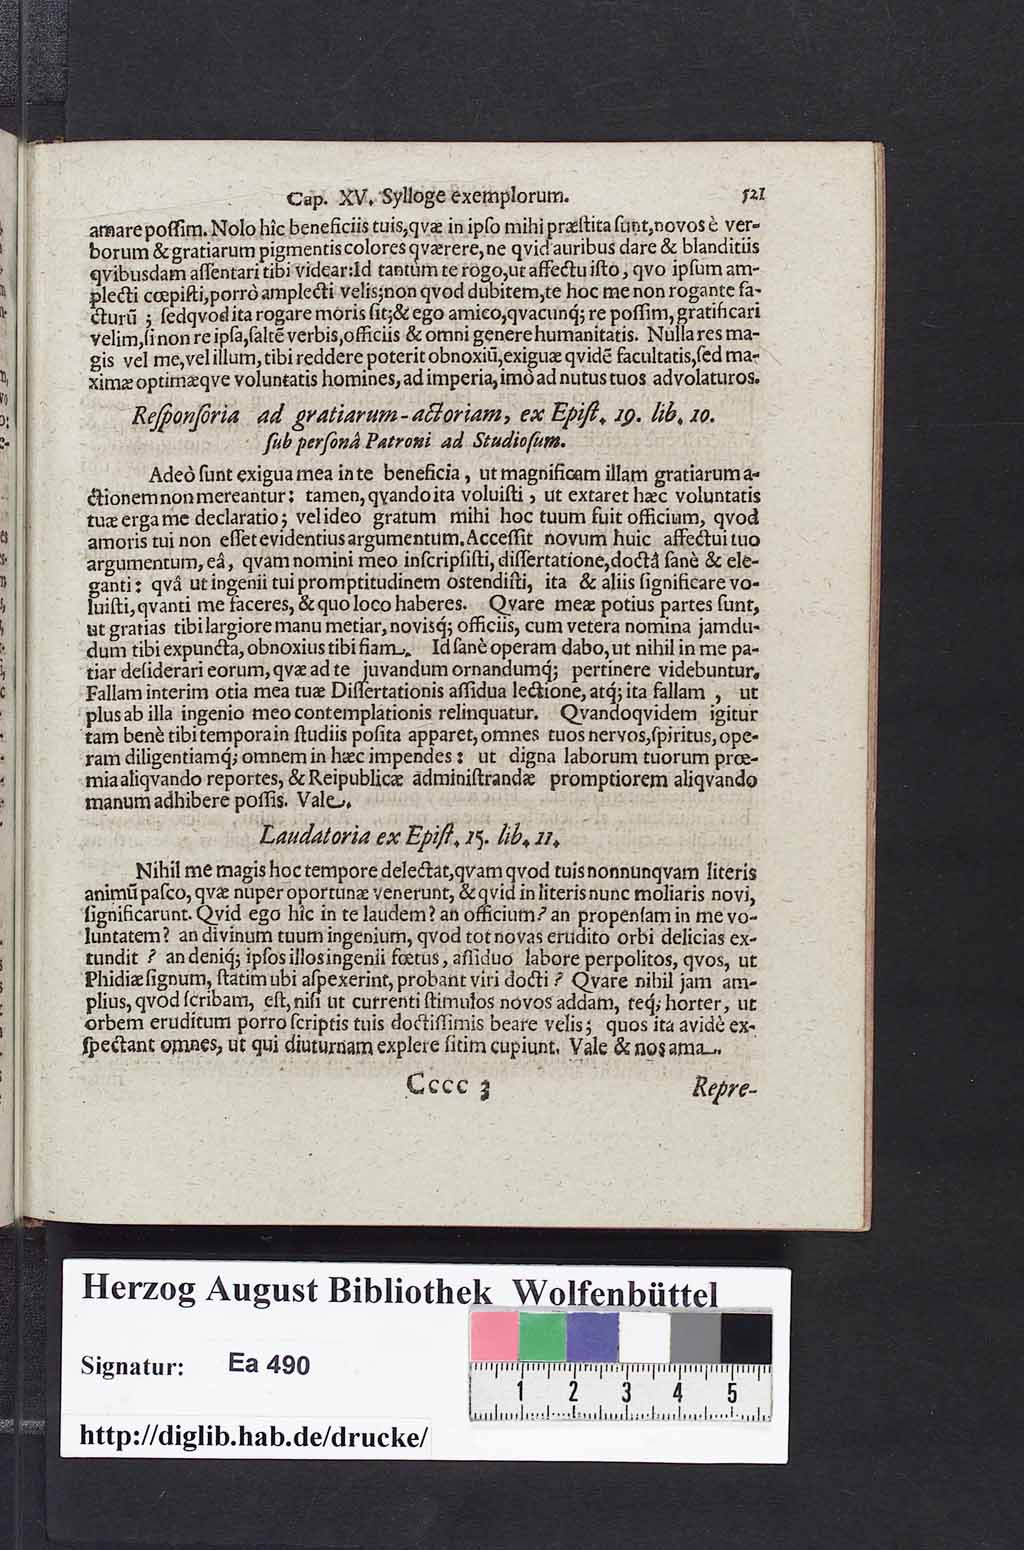 Cap. XV. Sylloge exemplorum. 521
amare poſſim. Nolo hîc beneficiis tuis, qvæ in ipſo mihi præſtita ſunt, novos è ver-
borum & gratiarum pigmentis colores qværere, ne qvid auribus dare & blanditiis
qvibusdam aſſentari tibi videar: Id tantùm te rogo, ut affectu iſto, qvo ipſum am-
plecti cœpiſti, porrò amplecti velis; non qvod dubitem, te hoc me non rogante fa-
cturũ; ſed qvod ita rogare moris ſit; & ego amico, qvacunq; re poſſim, gratificari
velim, ſi non re ipſa, ſaltẽ verbis, officiis & omni genere humanitatis. Nulla res ma-
gis vel me, vel illum, tibi reddere poterit obnoxiũ, exiguæ qvidẽ facultatis, ſed ma-
ximæ optimæqve voluntatis homines, ad imperia, imò ad nutus tuos advolaturos.
Reſponſoria ad gratiarum-actoriam, ex Epiſt. 19. lib. 10.
ſub perſonâ Patroni ad Studioſum.
Adeò ſunt exigua mea in te beneficia, ut magnificam illam gratiarum a-
ctionem non mereantur: tamen, qvando ita voluiſti, ut extaret hæc voluntatis
tuæ erga me declaratio; vel ideo gratum mihi hoc tuum fuit officium, qvod
amoris tui non eſſet evidentius argumentum. Acceſſit novum huic affectui tuo
argumentum, eâ, qvam nomini meo inſcripſiſti, diſſertatione, doctâ ſanè & ele-
ganti: qvâ ut ingenii tui promptitudinem oſtendiſti, ita & aliis ſignificare vo-
luiſti, qvanti me faceres, & quo loco haberes. Qvare meæ potius partes ſunt,
ut gratias tibi largiore manu metiar, novisq; officiis, cum vetera nomina jamdu-
dum tibi expuncta, obnoxius tibi fiam. Id ſanè operam dabo, ut nihil in me pa-
tiar deſiderari eorum, qvæ ad te juvandum ornandumq; pertinere videbuntur.
Fallam interim otia mea tuæ Diſſertationis aſſidua lectione, atq; ita fallam, ut
plus ab illa ingenio meo contemplationis relinquatur. Qvandoqvidem igitur
tam benè tibi tempora in ſtudiis poſita apparet, omnes tuos nervos, ſpiritus, ope-
ram diligentiamq; omnem in hæc impendes: ut digna laborum tuorum prœ-
mia aliqvando reportes, & Reipublicæ adminiſtrandæ promptiorem aliqvando
manum adhibere poſſis. Vale.
Laudatoria ex Epiſt. 15. lib. 11.
Nihil me magis hoc tempore delectat, qvam qvod tuis nonnunqvam literis
animũ paſco, qvæ nuper oportunæ venerunt, & qvid in literis nunc moliaris novi,
ſignificarunt. Qvid ego hîc in te laudem? an officium? an propenſam in me vo-
luntatem? an divinum tuum ingenium, qvod tot novas erudito orbi delicias ex-
tundit? an deniq; ipſos illos ingenii fœtus, aſſiduo labore perpolitos, qvos, ut
Phidiæ ſignum, ſtatim ubi aſpexerint, probant viri docti? Qvare nihil jam am-
plius, qvod ſcribam, eſt, niſi ut currenti ſtimulos novos addam, teq; horter, ut
orbem eruditum porro ſcriptis tuis doctiſſimis beare velis; quos ita avidè ex-
ſpectant omnes, ut qui diuturnam explere ſitim cupiunt. Vale & nos ama.
Cccc 3 Repre-
Herzog August Bibliothek Wolfenbüttel
Signatur: Ea 490
1 2 3 4 5
http://diglib.hab.de/drucke/